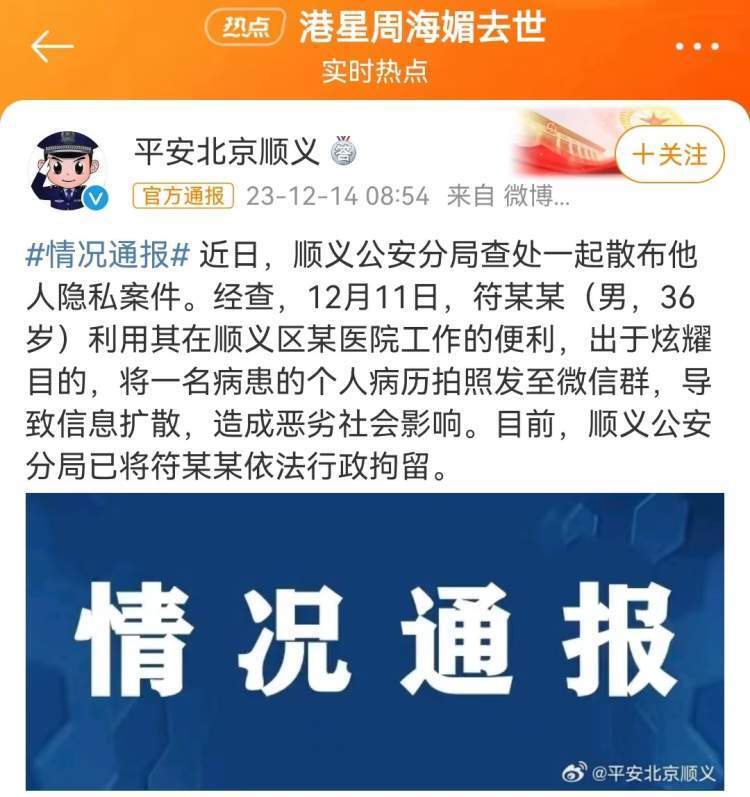 热点 港星周海媚去世
实时热点
平安北京顺义 答
官方通报 23-12-14 08:54 来自 微博...
＋关注
#情况通报# 近日，顺义公安分局查处一起散布他
人隐私案件。经查，12月11日，符某某（男，36
岁）利用其在顺义区某医院工作的便利，出于炫耀
目的，将一名病患的个人病历拍照发至微信群，导
致信息扩散，造成恶劣社会影响。目前，顺义公安
分局已将符某某依法行政拘留。
情况通报
@平安北京顺义